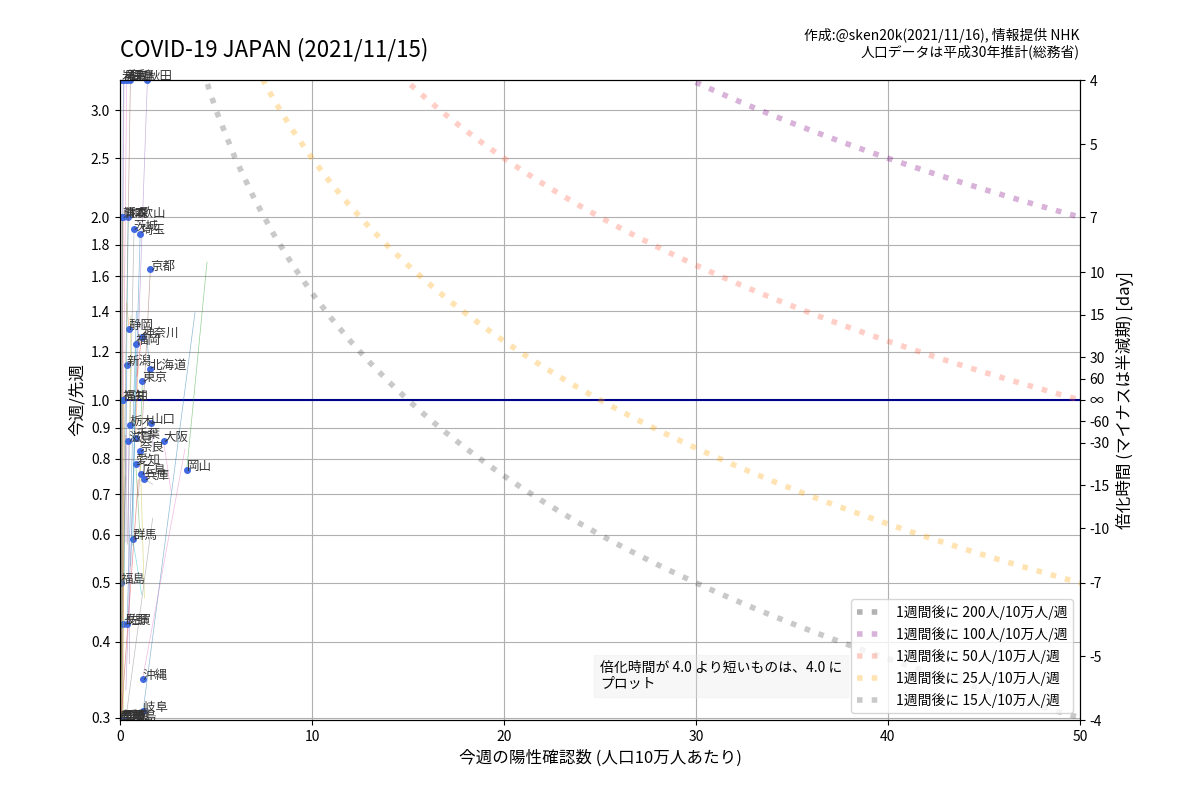 COVID-19 JAPAN (2021/11/15)
作成:@sken20k(2021/11/16), 情報提供 NHK
人口データは平成30年推計(総務省)
秋田
茨城
埼玉
京都
静岡
神奈川
福岡
新潟
北海道
東京
栃木
山口
千葉
大阪
奈良
愛知
広島
兵庫
岡山
群馬
福島
沖縄
岐阜
3.0
2.5
2.0
1.8
1.6
1.4
1.2
1.0
0.9
0.8
0.7
0.6
0.5
0.4
0.3
今週/先週
4
5
7
10
15
30
60
∞
-60
-30
-15
-10
-7
-5
-4
倍化時間 (マイナスは半減期) [day]
倍化時間が 4.0 より短いものは、4.0 に
プロット
1週間後に 200人/10万人/週
1週間後に 100人/10万人/週
1週間後に 50人/10万人/週
1週間後に 25人/10万人/週
1週間後に 15人/10万人/週
0 10 20 30 40 50
今週の陽性確認数 (人口10万人あたり)